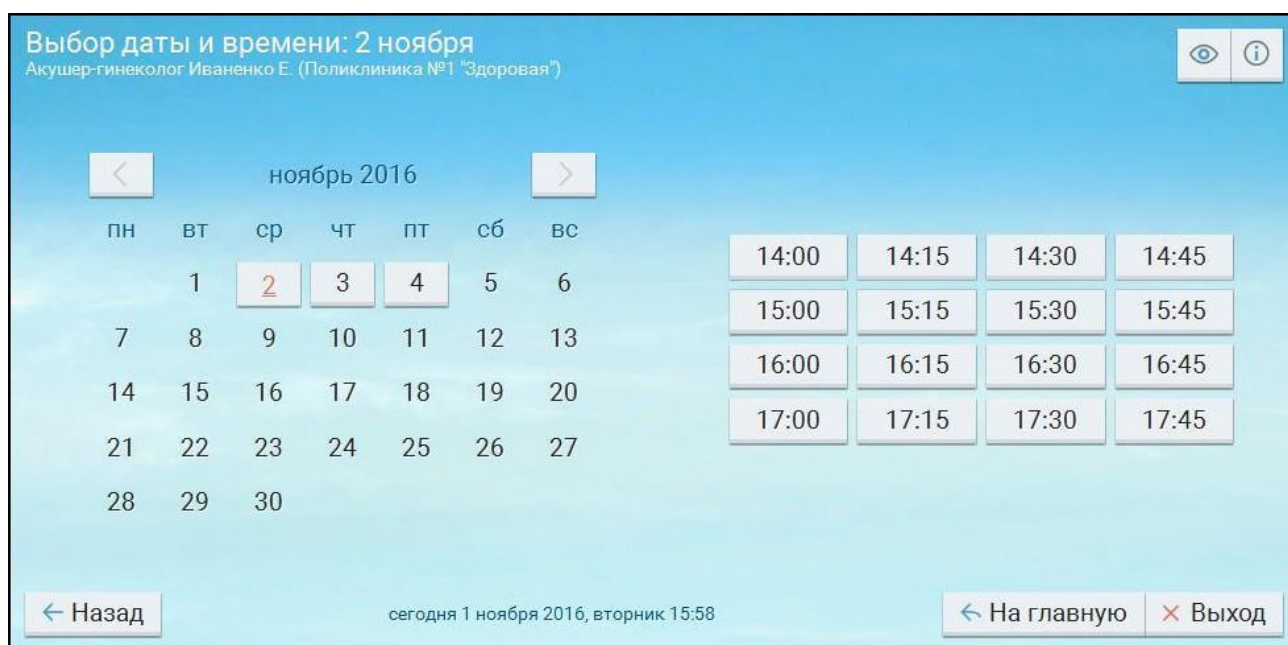 Выбор даты и времени: 2 ноября
Акушер-гинеколог Иваненко Е. (Поликлиника №1 "Здоровая")
ноябрь 2016
пн вт ср чт пт сб вс
1 2 3 4 5 6
7 8 9 10 11 12 13
14 15 16 17 18 19 20
21 22 23 24 25 26 27
28 29 30
14:00 14:15 14:30 14:45
15:00 15:15 15:30 15:45
16:00 16:15 16:30 16:45
17:00 17:15 17:30 17:45
Назад
сегодня 1 ноября 2016, вторник 15:58
На главную
Выход